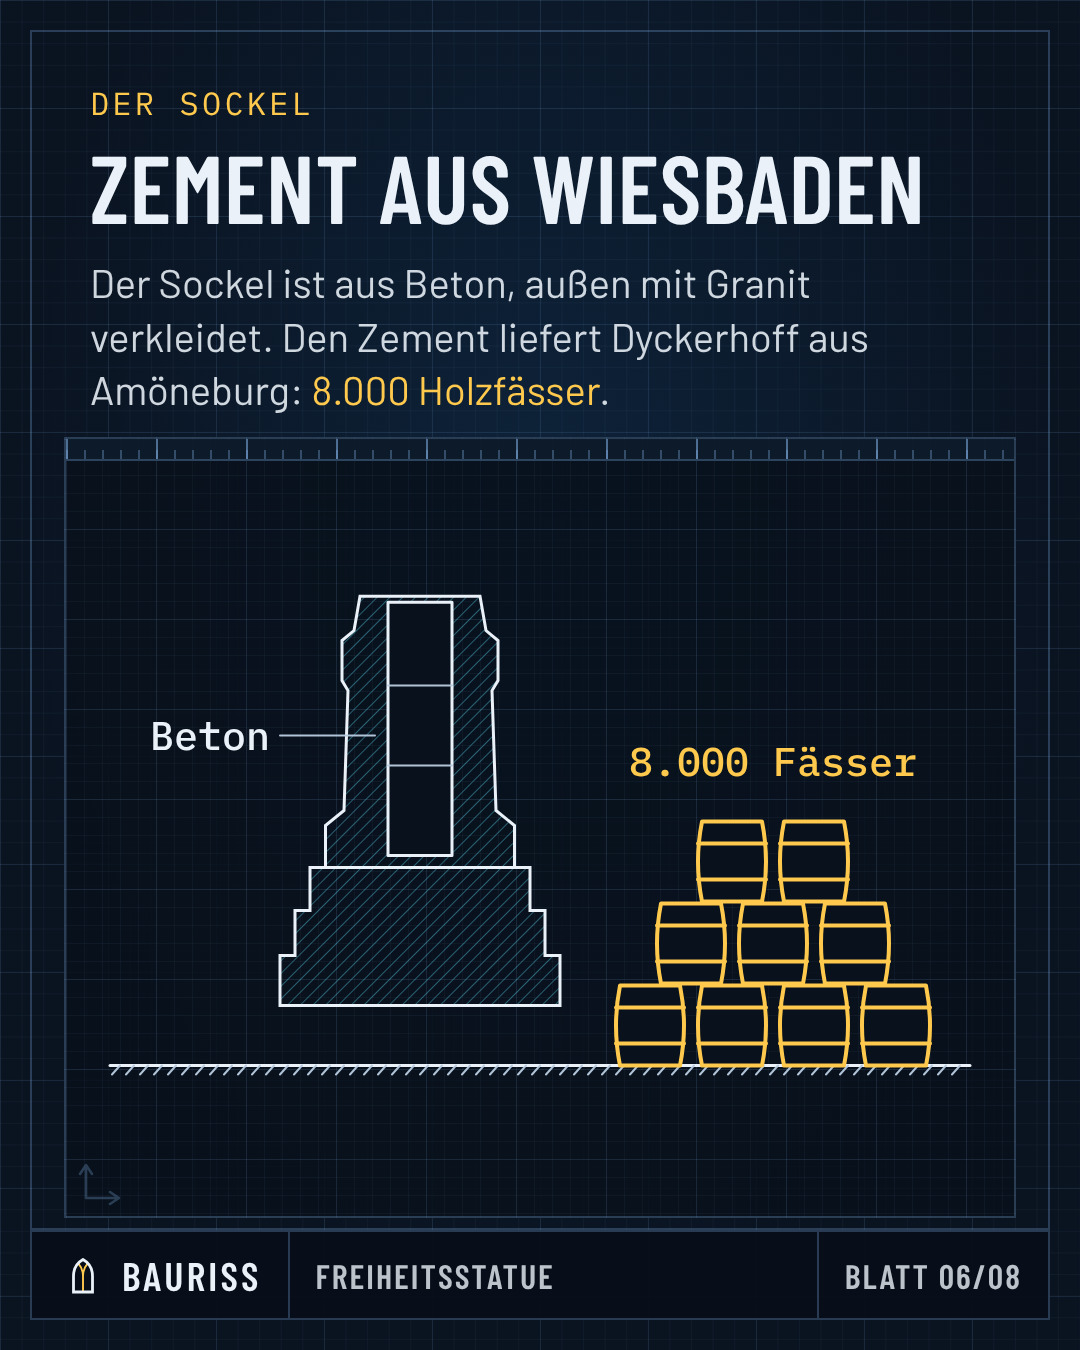 DER SOCKEL
ZEMENT AUS WIESBADEN
Der Sockel ist aus Beton, außen mit Granit
verkleidet. Den Zement liefert Dyckerhoff aus
Amöneburg: 8.000 Holzfässer.
Beton
8.000 Fässer
BAURISS
FREIHEITSSTATUE
BLATT 06/08